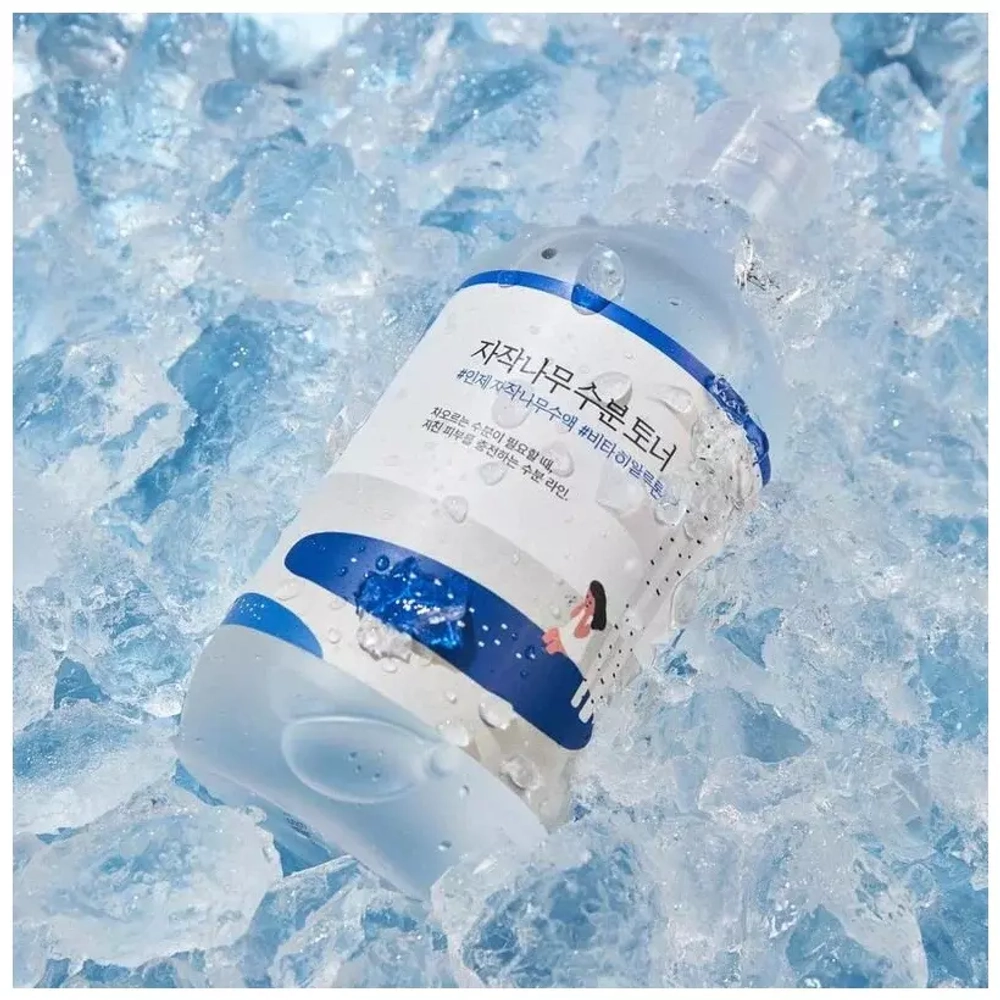 자작나무 수분 토너
#인제 자작나무수액 #비타히알루론
차오르는 수분이 필요할 때,
지친 피부를 충전하는 수분 라인.